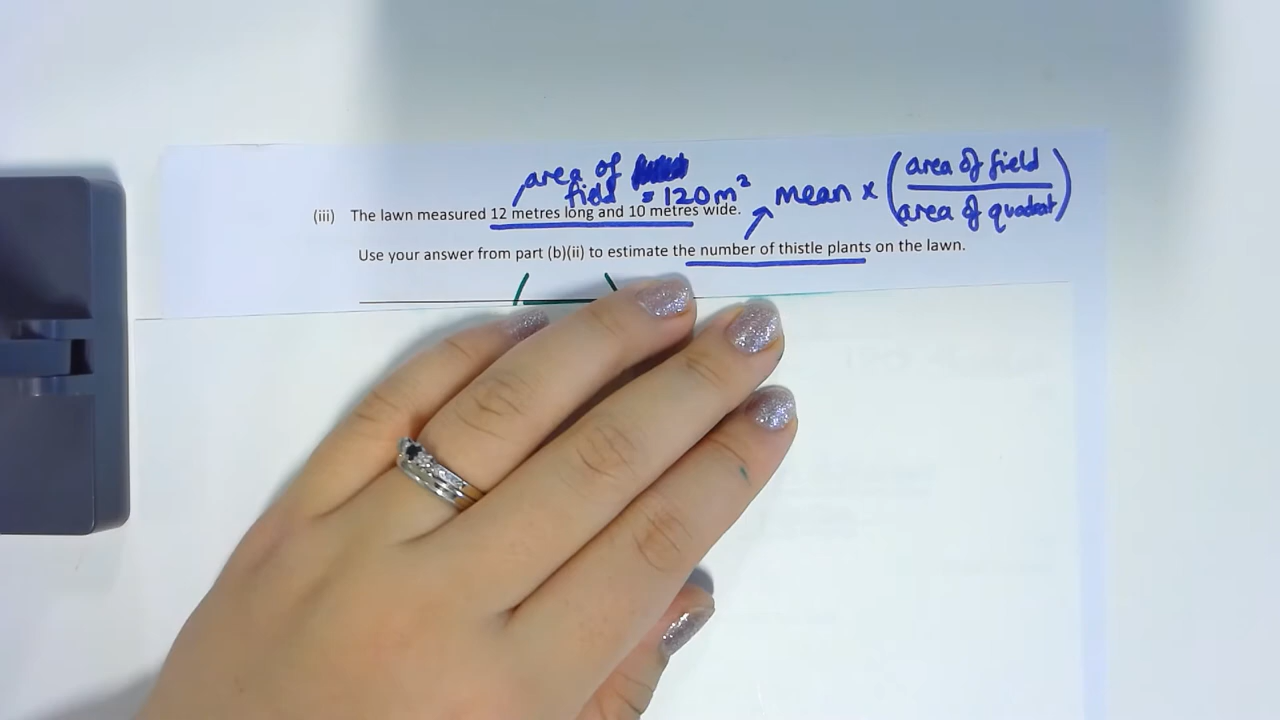 area of
field = 120m²
mean × (area of field / area of quadrat)
(iii) The lawn measured 12 metres long and 10 metres wide.
Use your answer from part (b)(ii) to estimate the number of thistle plants on the lawn.